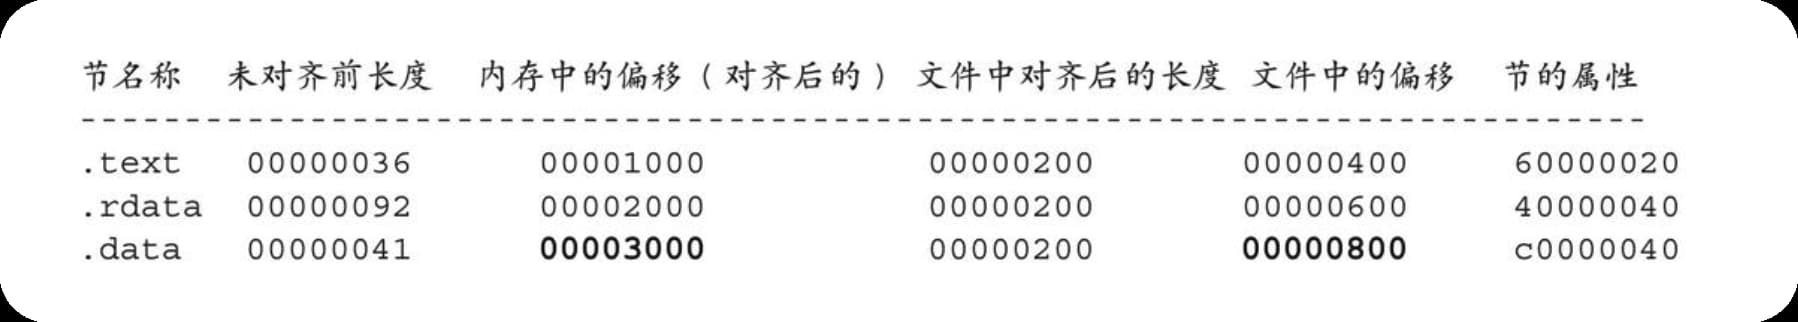 节名称 未对齐前长度 内存中的偏移（对齐后的） 文件中对齐后的长度 文件中的偏移 节的属性
--------------------------------------------------------------------------------
.text 00000036 00001000 00000200 00000400 60000020
.rdata 00000092 00002000 00000200 00000600 40000040
.data 00000041 00003000 00000200 00000800 c0000040